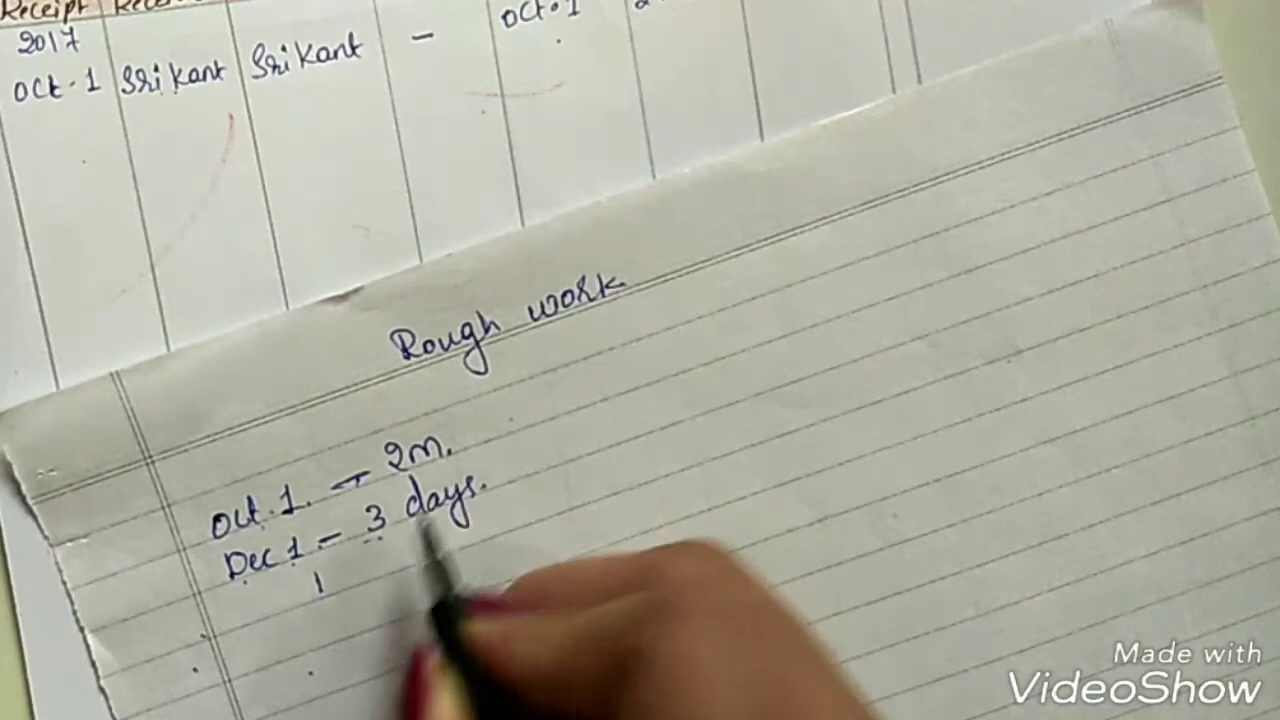 Receipt
2017
Oct. 1 Srikant Srikant - Oct. 1
Rough work
Oct. 1. - 2m.
Dec 1 - 3 days.
1
Made with
VideoShow